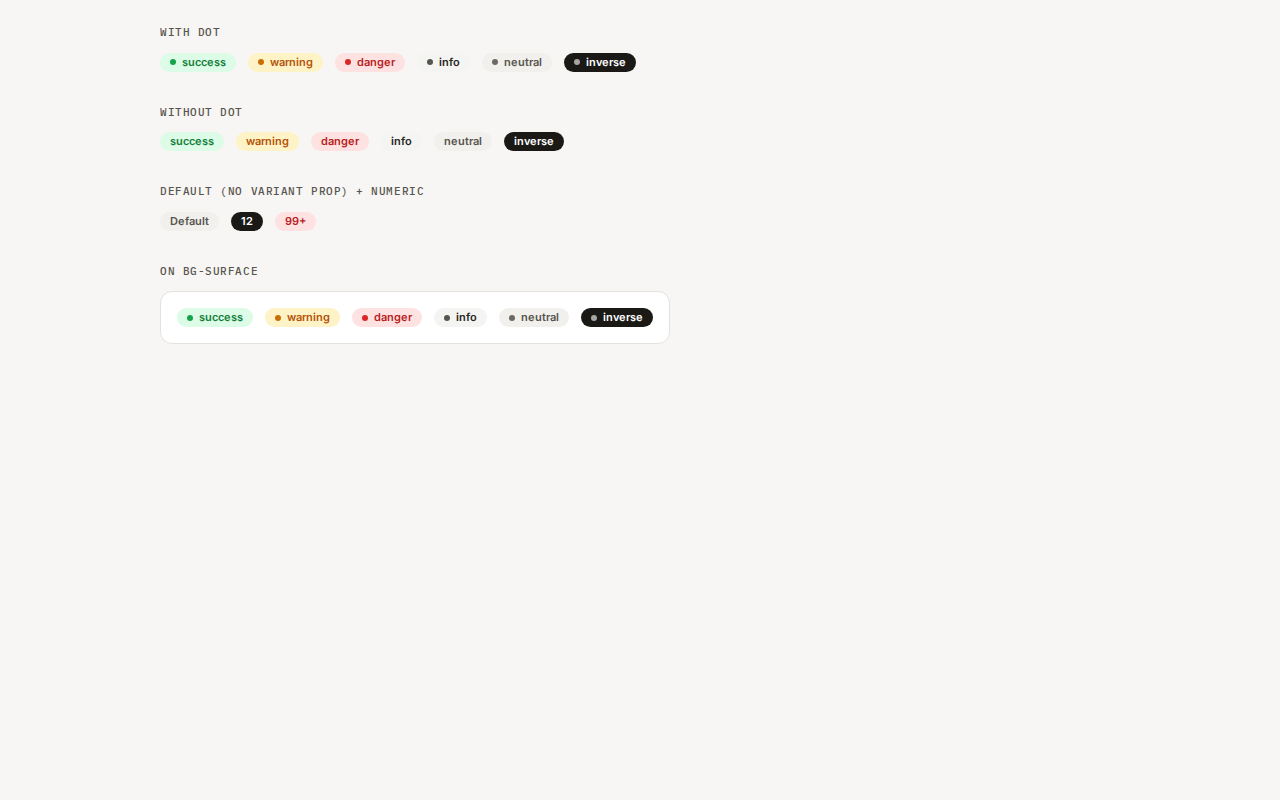 WITH DOT
success warning danger info neutral inverse
WITHOUT DOT
success warning danger info neutral inverse
DEFAULT (NO VARIANT PROP) + NUMERIC
Default 12 99+
ON BG-SURFACE
success warning danger info neutral inverse